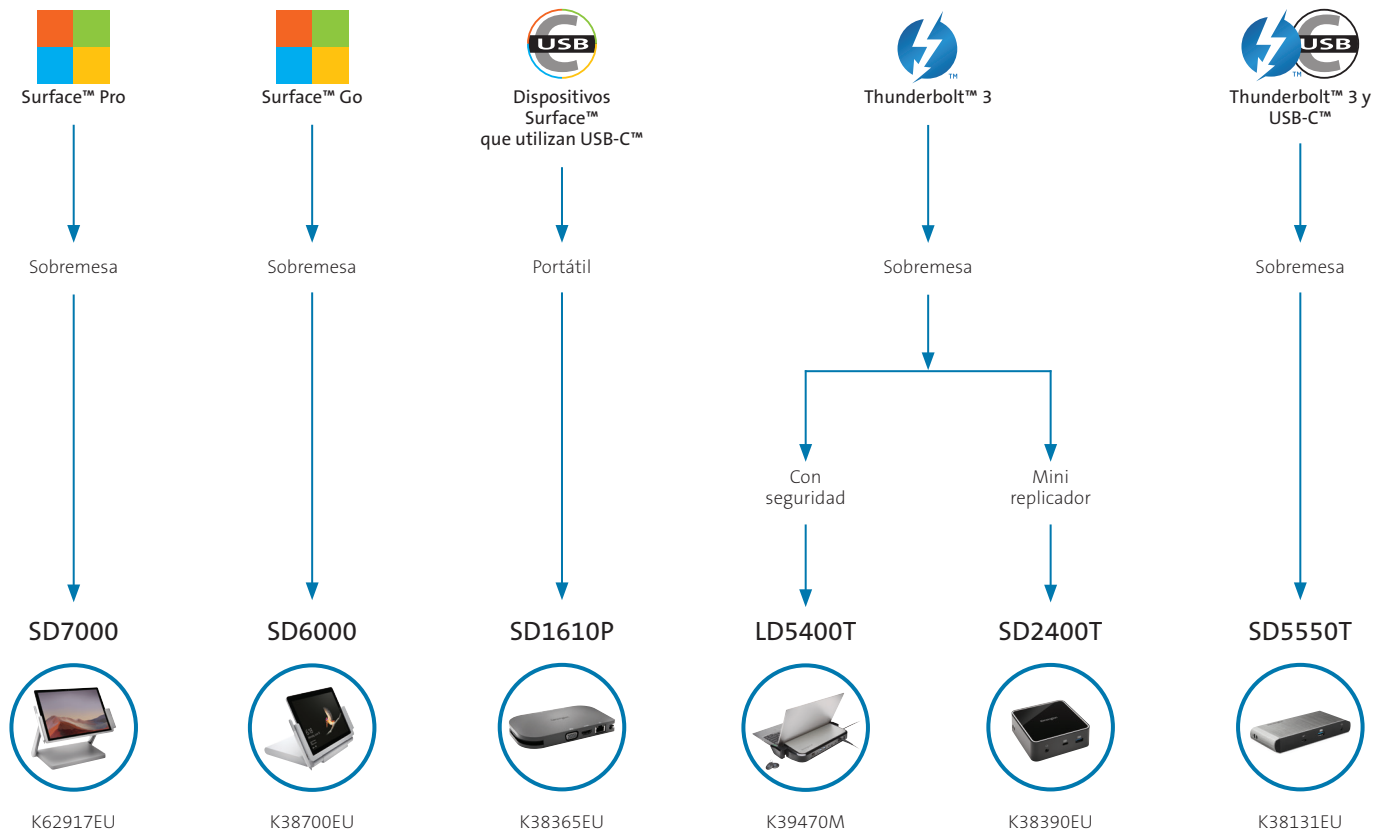 USB
TM
TM
USB
Surface™ Pro
Surface™ Go
Dispositivos
Surface™
que utilizan USB-C™
Thunderbolt™ 3
Thunderbolt™ 3 y
USB-C™
Sobremesa
Sobremesa
Portátil
Sobremesa
Sobremesa
Con
seguridad
Mini
replicador
SD7000
SD6000
SD1610P
LD5400T
SD2400T
SD5550T
K62917EU
K38700EU
K38365EU
K39470M
K38390EU
K38131EU